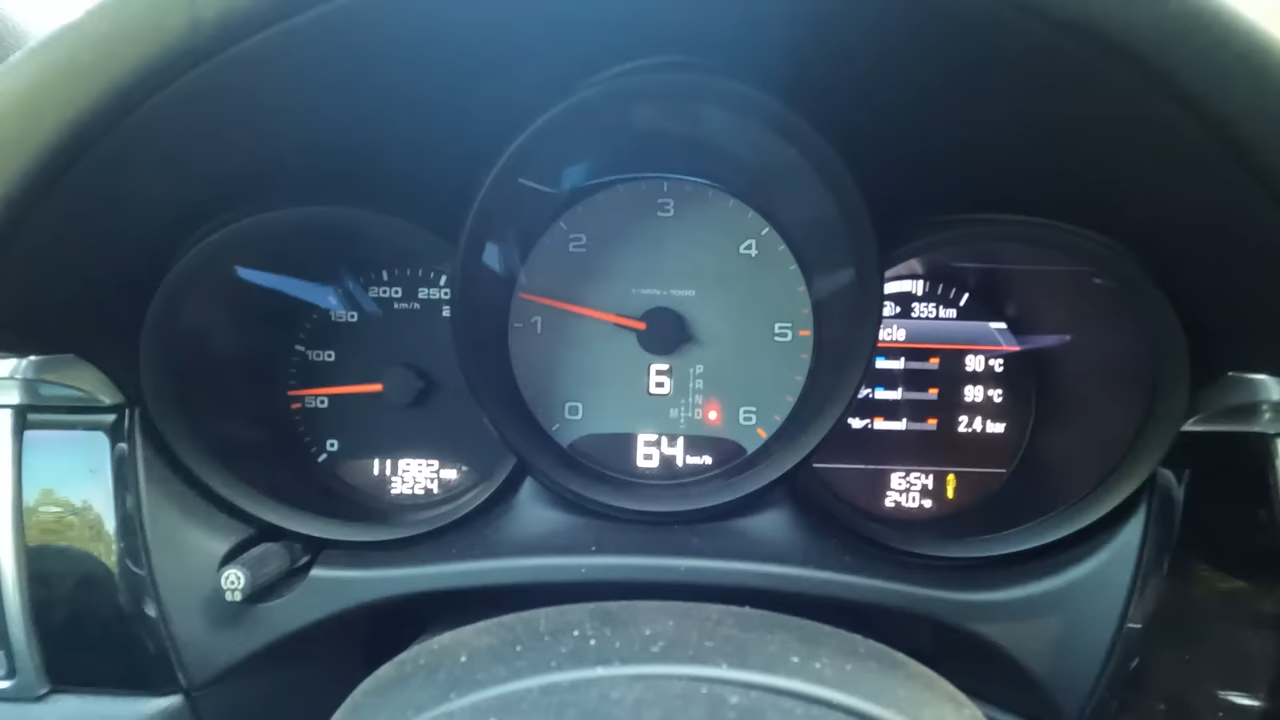 0
50
100
150
200
250
km/h
3224
0
1
2
3
4
5
6
1/MIN x 1000
6
P
R
N
D
M
64 km/h
355 km
icle
90 °C
99 °C
2.4 bar
16:54
24.0 °C